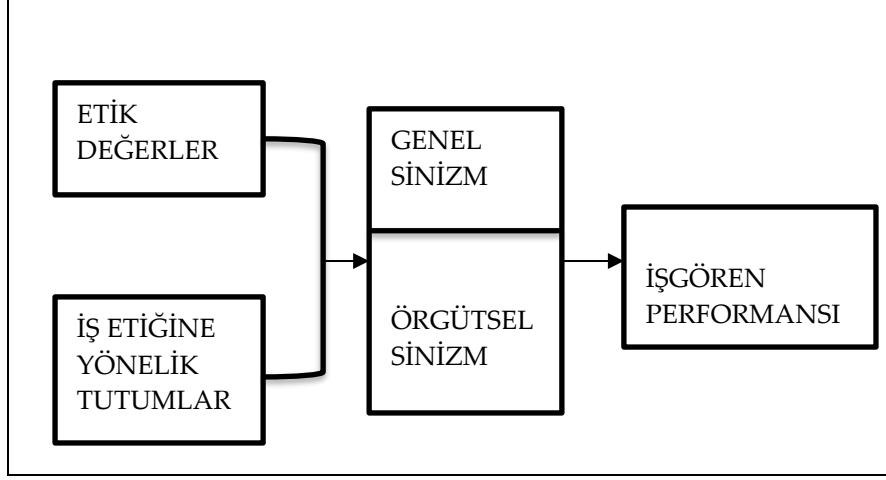 ETİK
DEĞERLER
İŞ ETİĞİNE
YÖNELİK
TUTUMLAR
GENEL
SİNİZM
ÖRGÜTSEL
SİNİZM
İŞGÖREN
PERFORMANSI